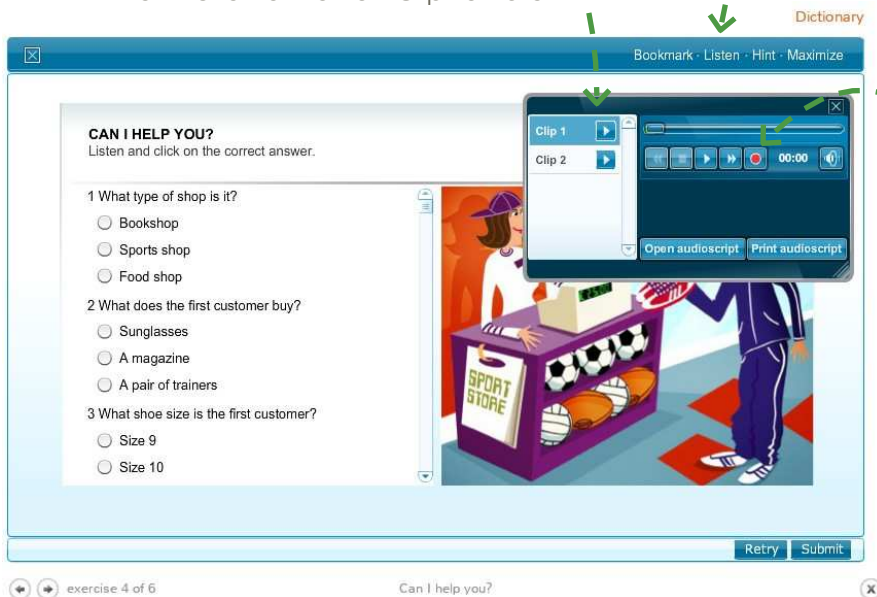 Dictionary
Bookmark · Listen · Hint · Maximize
CAN I HELP YOU?
Listen and click on the correct answer.
Clip 1
Clip 2
00:00
Open audioscript
Print audioscript
1 What type of shop is it?
Bookshop
Sports shop
Food shop
2 What does the first customer buy?
Sunglasses
A magazine
A pair of trainers
3 What shoe size is the first customer?
Size 9
Size 10
£25.00
SPORT
STORE
Retry
Submit
exercise 4 of 6
Can I help you?